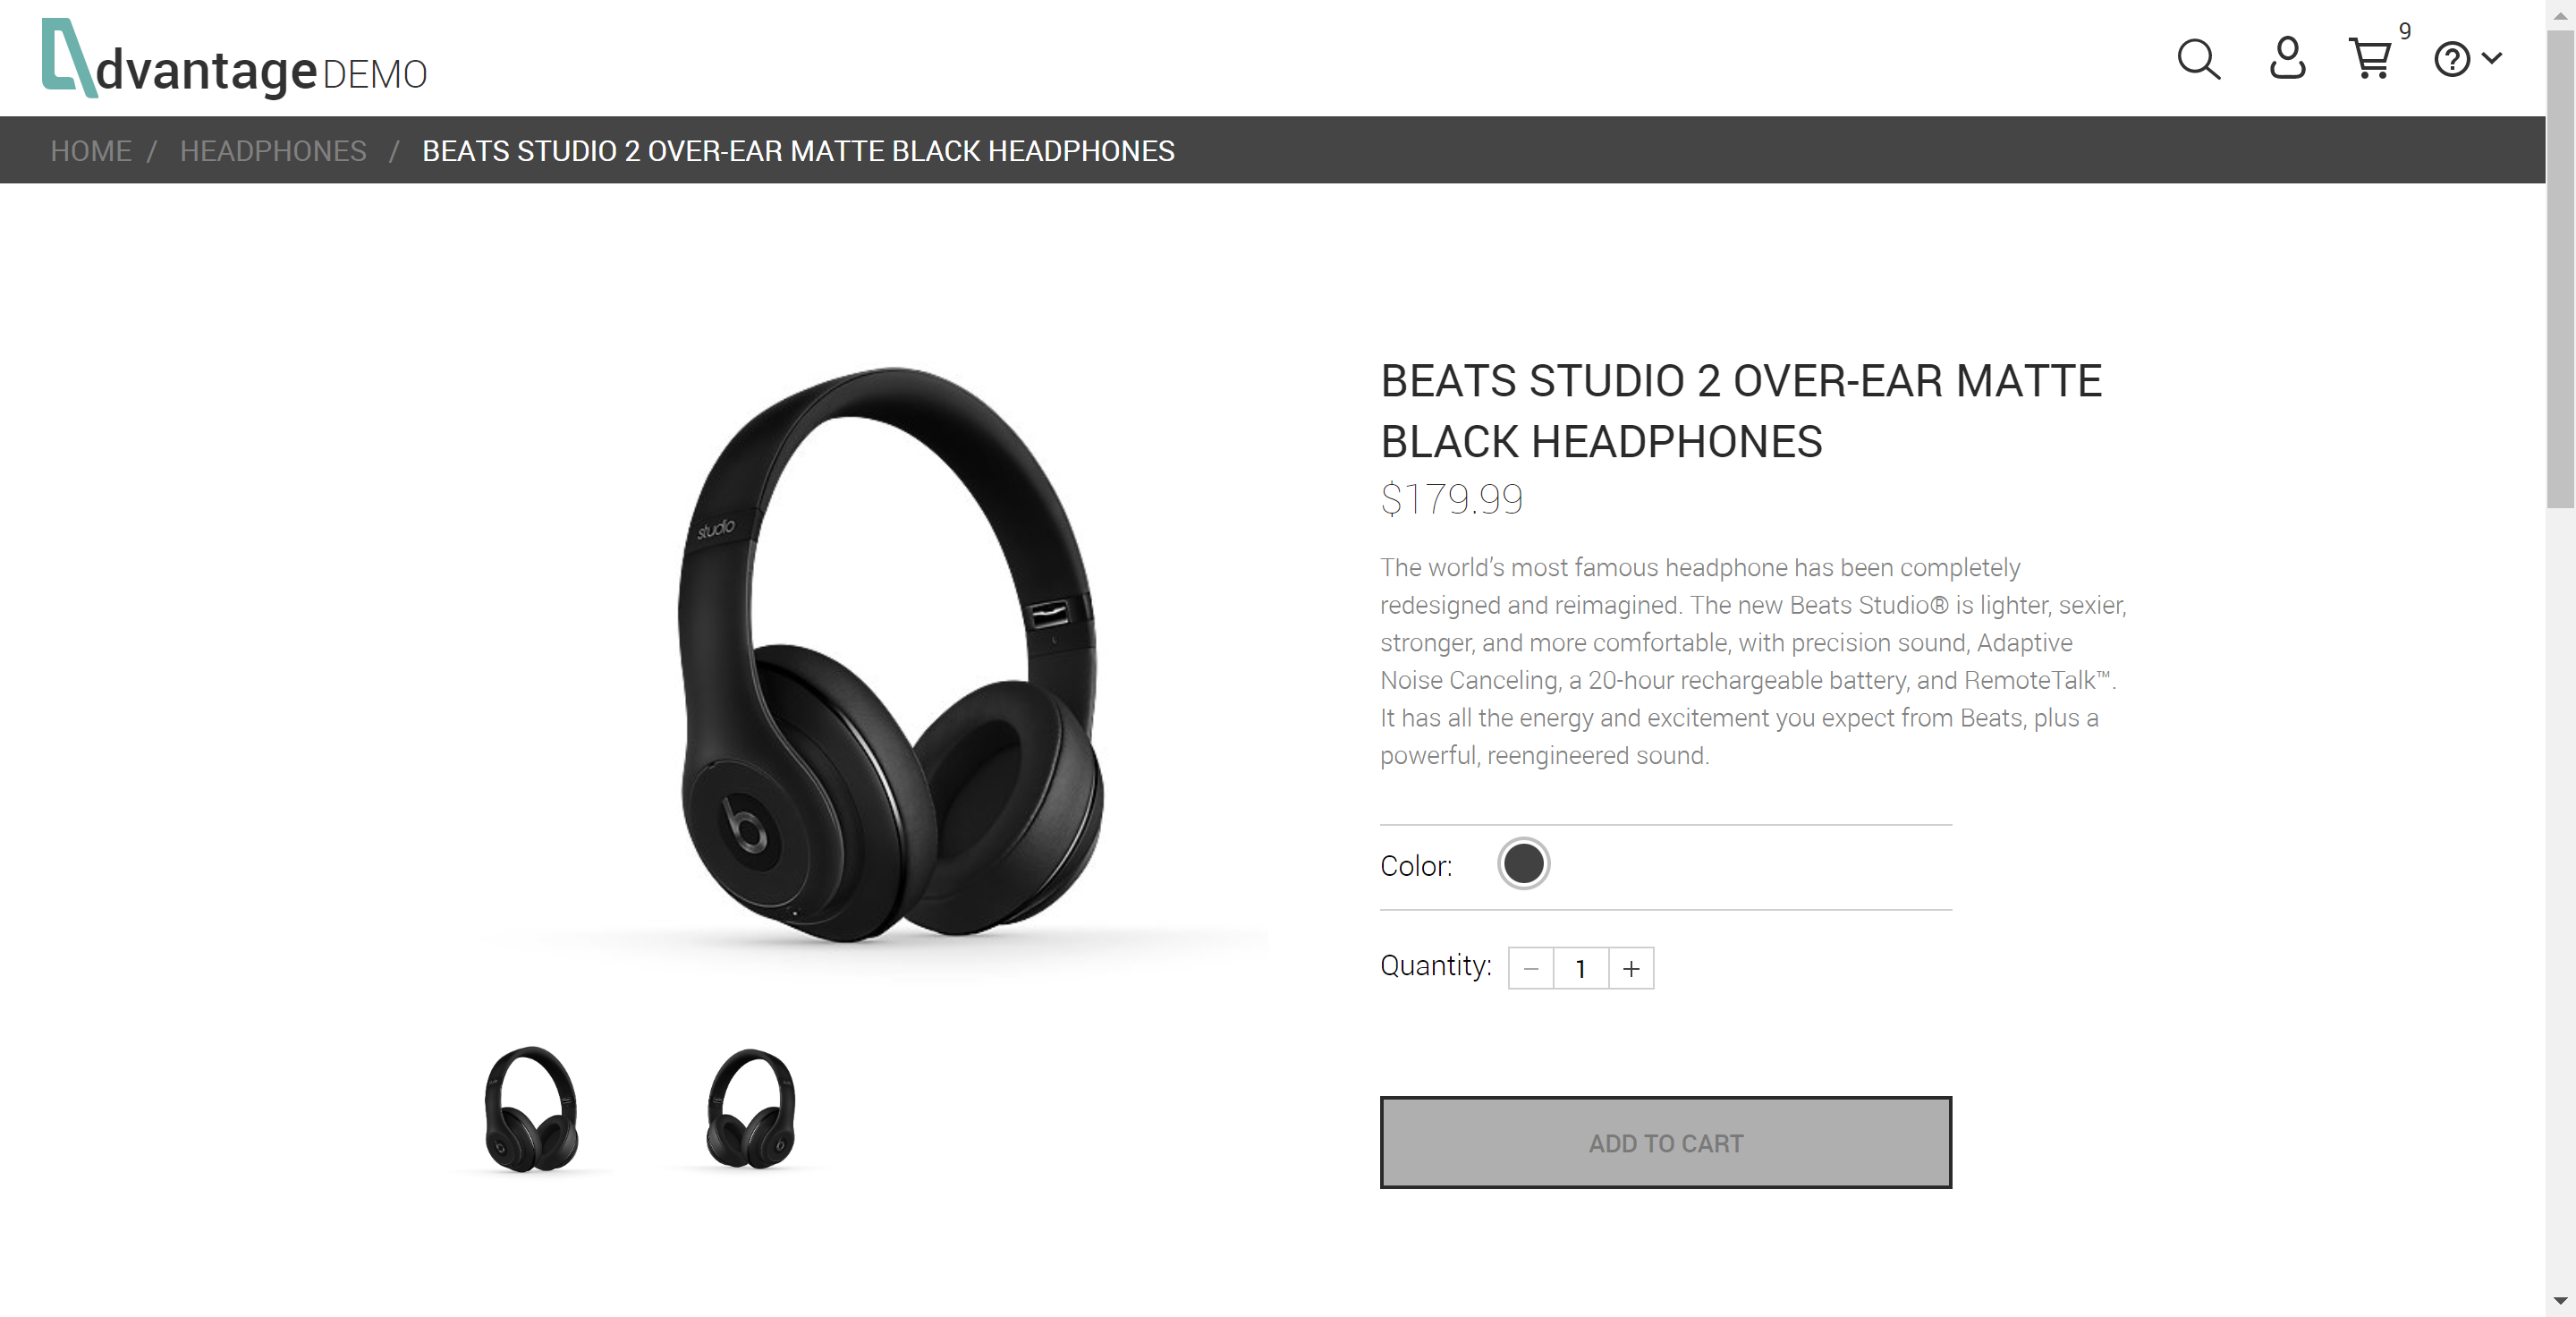 dvantage DEMO
9
HOME / HEADPHONES / BEATS STUDIO 2 OVER-EAR MATTE BLACK HEADPHONES
studio
BEATS STUDIO 2 OVER-EAR MATTE
BLACK HEADPHONES
$179.99
The world’s most famous headphone has been completely
redesigned and reimagined. The new Beats Studio® is lighter, sexier,
stronger, and more comfortable, with precision sound, Adaptive
Noise Canceling, a 20-hour rechargeable battery, and RemoteTalk™.
It has all the energy and excitement you expect from Beats, plus a
powerful, reengineered sound.
Color:
Quantity: − 1 +
ADD TO CART